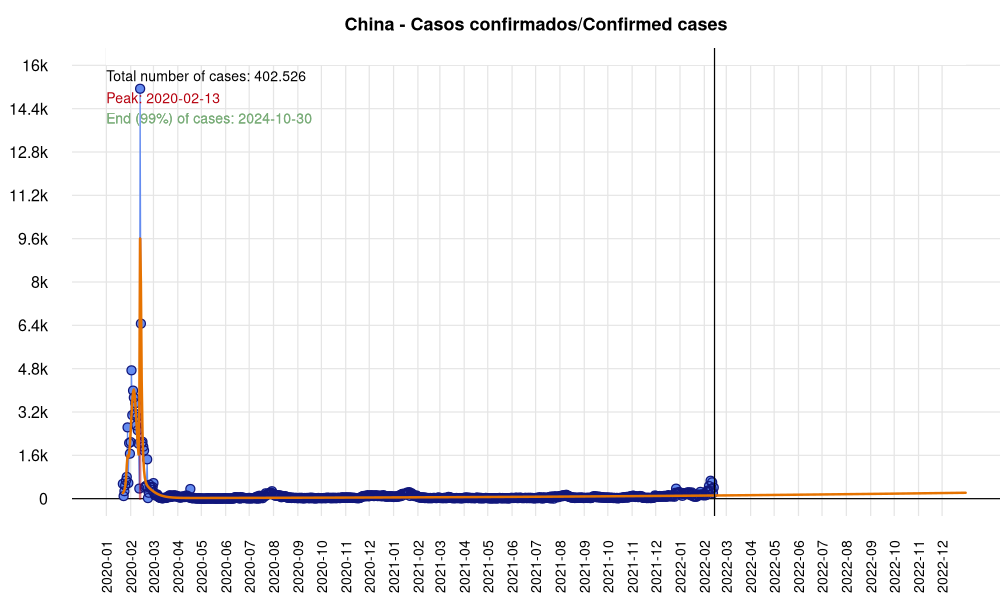 China - Casos confirmados/Confirmed cases
16k
14.4k
12.8k
11.2k
9.6k
8k
6.4k
4.8k
3.2k
1.6k
0
Total number of cases: 402.526
Peak: 2020-02-13
End (99%) of cases: 2024-10-30
2020-01
2020-02
2020-03
2020-04
2020-05
2020-06
2020-07
2020-08
2020-09
2020-10
2020-11
2020-12
2021-01
2021-02
2021-03
2021-04
2021-05
2021-06
2021-07
2021-08
2021-09
2021-10
2021-11
2021-12
2022-01
2022-02
2022-03
2022-04
2022-05
2022-06
2022-07
2022-08
2022-09
2022-10
2022-11
2022-12